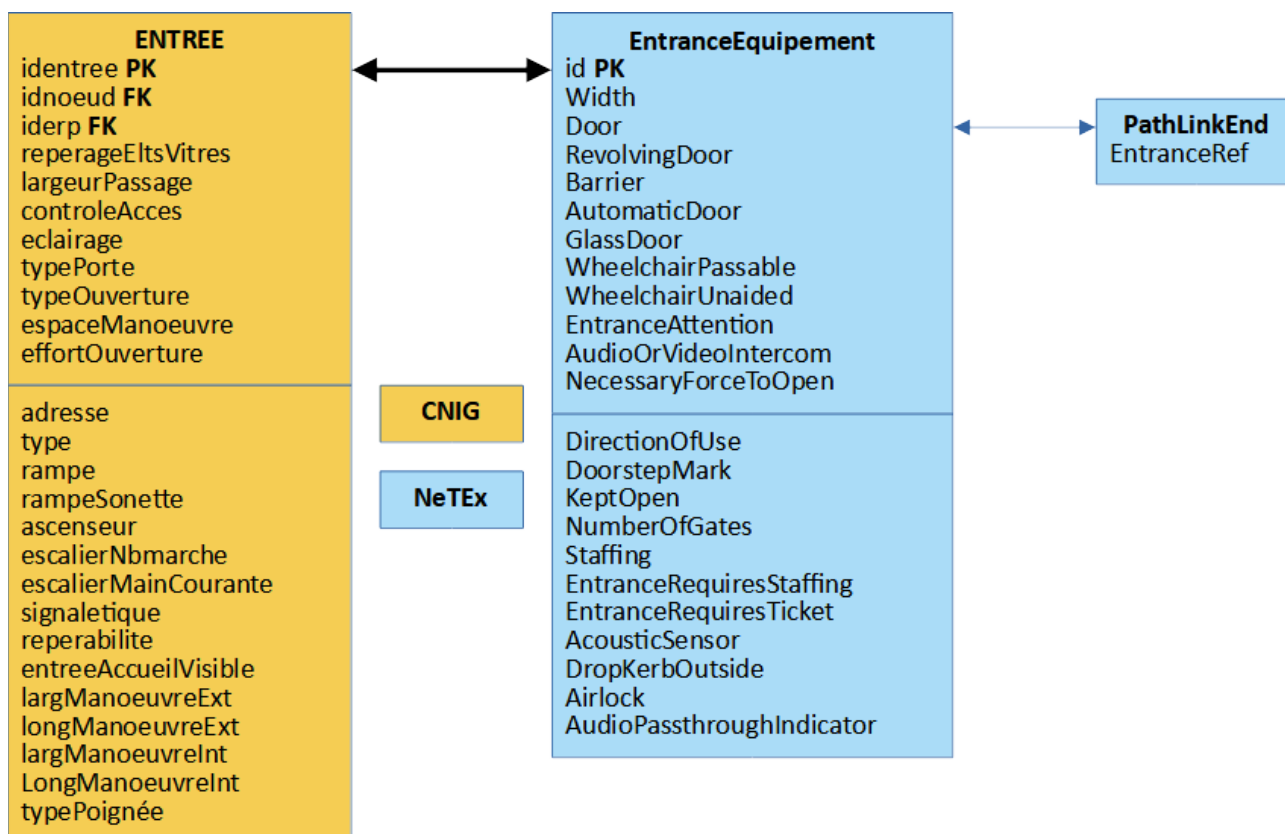 ENTREE
identree PK
idnoeud FK
iderp FK
reperageEltsVitres
largeurPassage
controleAcces
eclairage
typePorte
typeOuverture
espaceManoeuvre
effortOuverture
adresse
type
rampe
rampeSonette
ascenseur
escalierNbmarche
escalierMainCourante
signaletique
reperabilite
entreeAccueilVisible
largManoeuvreExt
longManoeuvreExt
largManoeuvreInt
LongManoeuvreInt
typePoignée
CNIG
NeTEx
EntranceEquipement
id PK
Width
Door
RevolvingDoor
Barrier
AutomaticDoor
GlassDoor
WheelchairPassable
WheelchairUnaided
EntranceAttention
AudioOrVideoIntercom
NecessaryForceToOpen
DirectionOfUse
DoorstepMark
KeptOpen
NumberOfGates
Staffing
EntranceRequiresStaffing
EntranceRequiresTicket
AcousticSensor
DropKerbOutside
Airlock
AudioPassthroughIndicator
PathLinkEnd
EntranceRef